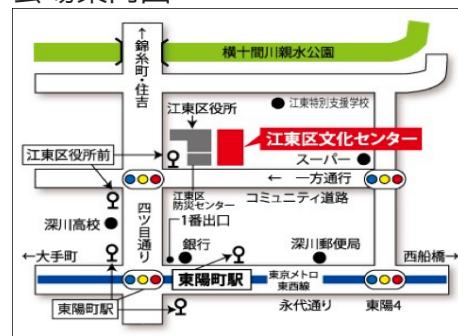 会場案内図
↑錦糸町・住吉
横十間川親水公園
江東区役所
江東特別支援学校
江東区文化センター
江東区役所前
スーパー
← 一方通行
江東区
防災センター
コミュニティ道路
深川高校
四ツ目通り
1番出口
←大手町
銀行
深川郵便局
西船橋→
東陽町駅
東京メトロ
東西線
東陽町駅
永代通り
東陽4